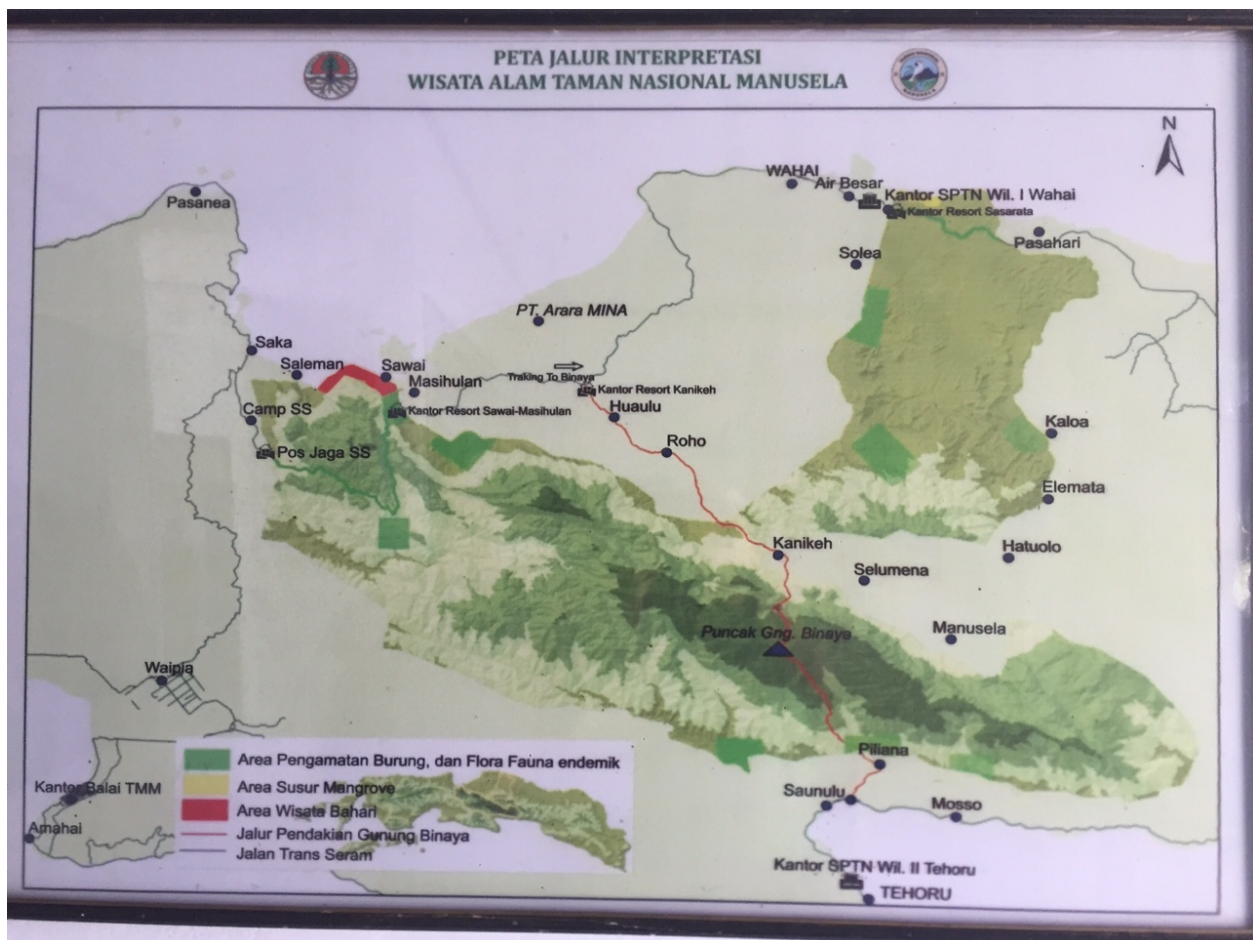 PETA JALUR INTERPRETASI
WISATA ALAM TAMAN NASIONAL MANUSELA
N
WAHAI
Air Besar
Kantor SPTN Wil. I Wahai
Kantor Resort Sasarata
Pasanea
Pasahari
Solea
PT. Arara MINA
Saka
Saleman
Sawai
Masihulan
Traking To Binaya
Kantor Resort Kanikeh
Camp SS
Kantor Resort Sawai-Masihulan
Huaulu
Kaloa
Roho
Pos Jaga SS
Elemata
Kanikeh
Hatuolo
Selumena
Puncak Gng. Binaya
Manusela
Waipia
Piliana
Area Pengamatan Burung, dan Flora Fauna endemik
Area Susur Mangrove
Area Wisata Bahari
Jalur Pendakian Gunung Binaya
Jalan Trans Seram
Kantor Balai TMM
Saunulu
Mosso
Amahai
Kantor SPTN Wil. II Tehoru
TEHORU